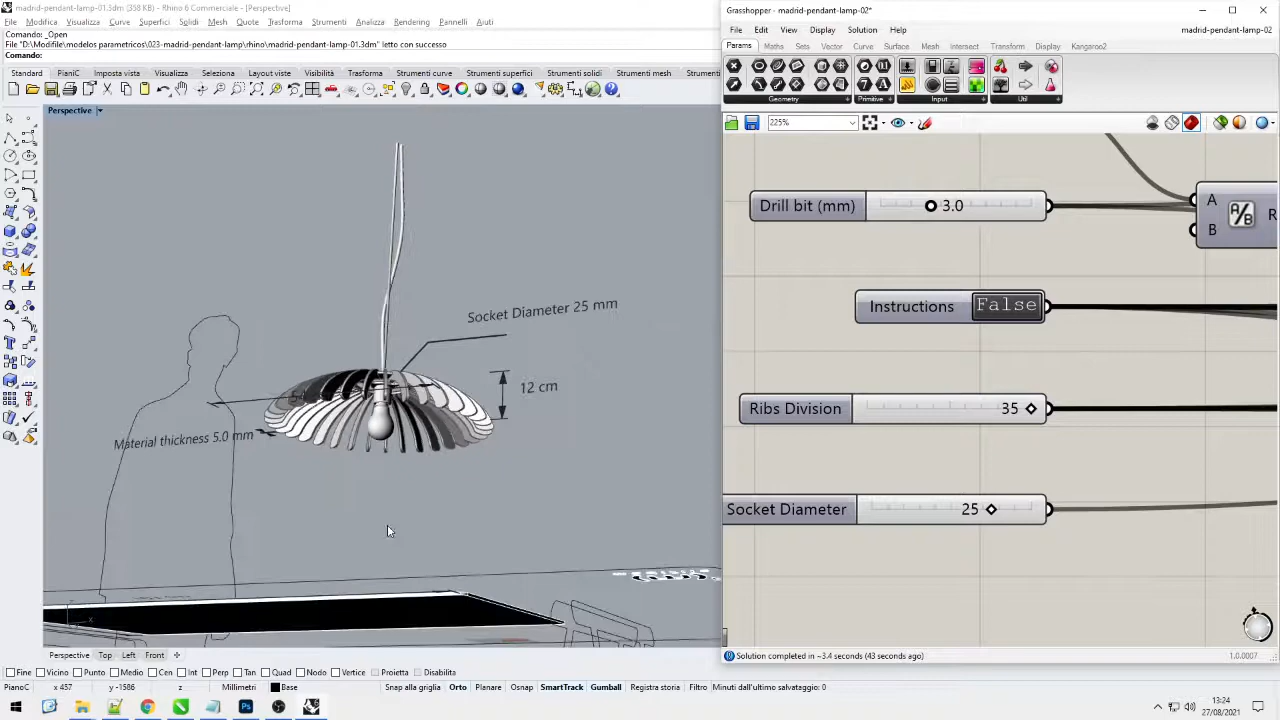 madrid-pendant-lamp-01.3dm (358 KB) - Rhino 6 Commerciale - [Perspective]
File Modifica Visualizza Curve Superfici Solidi Mesh Quote Trasforma Strumenti Analizza Rendering Pannelli Aiuti
Comando: _Open
File "D:\Modifile\modelos parametricos\023-madrid-pendant-lamp\rhino\madrid-pendant-lamp-01.3dm" letto con successo
Comando:
Standard PianiC Imposta vista Visualizza Seleziona Layout viste Visibilità Trasforma Strumenti curve Strumenti superfici Strumenti solidi Strumenti mesh Strumenti
Perspective
Socket Diameter 25 mm
12 cm
Material thickness 5.0 mm
Perspective Top Left Front
Fine Vicino Punto Medio Cen Int Perp Tan Quad Nodo Vertice Proietta Disabilita
PianoC x 457 y -1586 z Millimetri Base Snap alla griglia Orto Planare Osnap SmartTrack Gumball Registra storia Filtro Minuti dall'ultimo salvataggio: 0
Grasshopper - madrid-pendant-lamp-02*
File Edit View Display Solution Help madrid-pendant-lamp-02
Params Maths Sets Vector Curve Surface Mesh Intersect Transform Display Kangaroo2
Geometry Primitive Input Util
225%
Drill bit (mm) 3.0
A
B
A/B
R
Instructions False
Ribs Division 35
Socket Diameter 25
Solution completed in ~3.4 seconds (43 seconds ago) 1.0.0007
13:24
27/08/2021